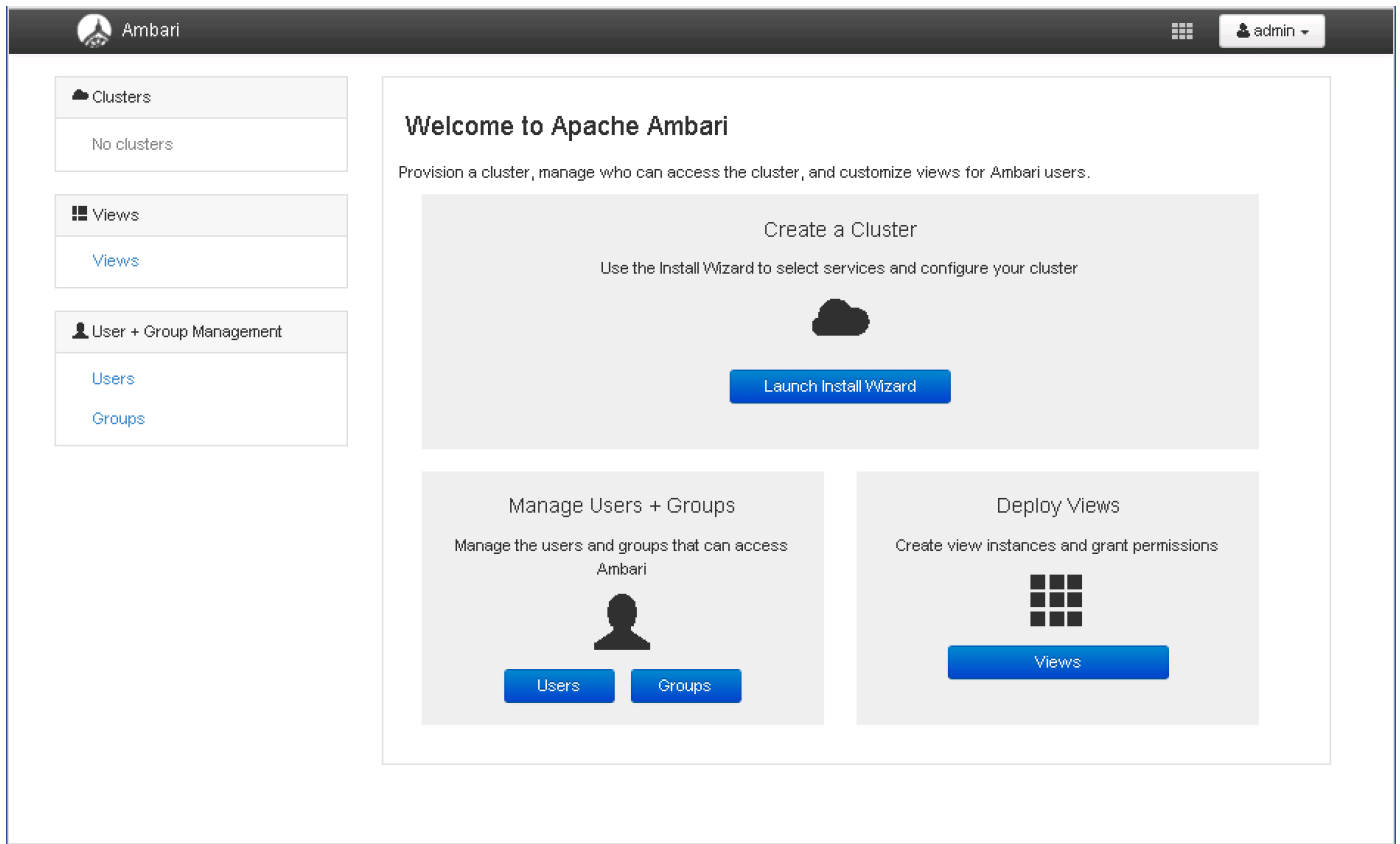 Ambari
admin
Clusters
No clusters
Views
Views
User + Group Management
Users
Groups
Welcome to Apache Ambari
Provision a cluster, manage who can access the cluster, and customize views for Ambari users.
Create a Cluster
Use the Install Wizard to select services and configure your cluster
Launch Install Wizard
Manage Users + Groups
Manage the users and groups that can access
Ambari
Users
Groups
Deploy Views
Create view instances and grant permissions
Views